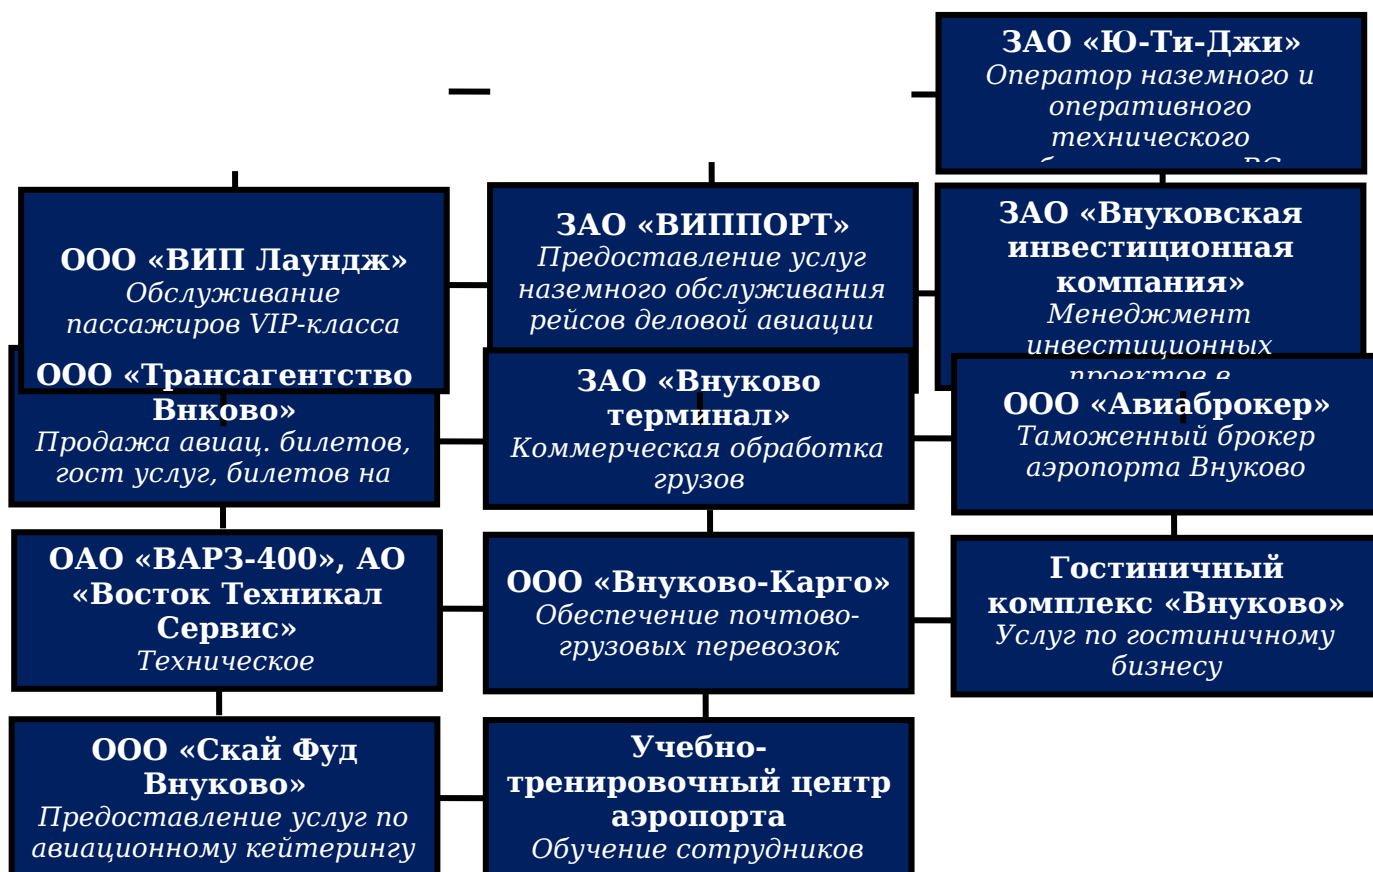 ЗАО «Ю-Ти-Джи»
Оператор наземного и
оперативного
технического
ООО «ВИП Лаундж»
Обслуживание
пассажиров VIP-класса
ЗАО «ВИППОРТ»
Предоставление услуг
наземного обслуживания
рейсов деловой авиации
ЗАО «Внуковская
инвестиционная
компания»
Менеджмент
инвестиционных
проектов в
ООО «Трансагентство
Внково»
Продажа авиац. билетов,
гост услуг, билетов на
ЗАО «Внуково
терминал»
Коммерческая обработка
грузов
ООО «Авиаброкер»
Таможенный брокер
аэропорта Внуково
ОАО «ВАРЗ-400», АО
«Восток Техникал
Сервис»
Техническое
ООО «Внуково-Карго»
Обеспечение почтово-
грузовых перевозок
Гостиничный
комплекс «Внуково»
Услуг по гостиничному
бизнесу
ООО «Скай Фуд
Внуково»
Предоставление услуг по
авиационному кейтерингу
Учебно-
тренировочный центр
аэропорта
Обучение сотрудников